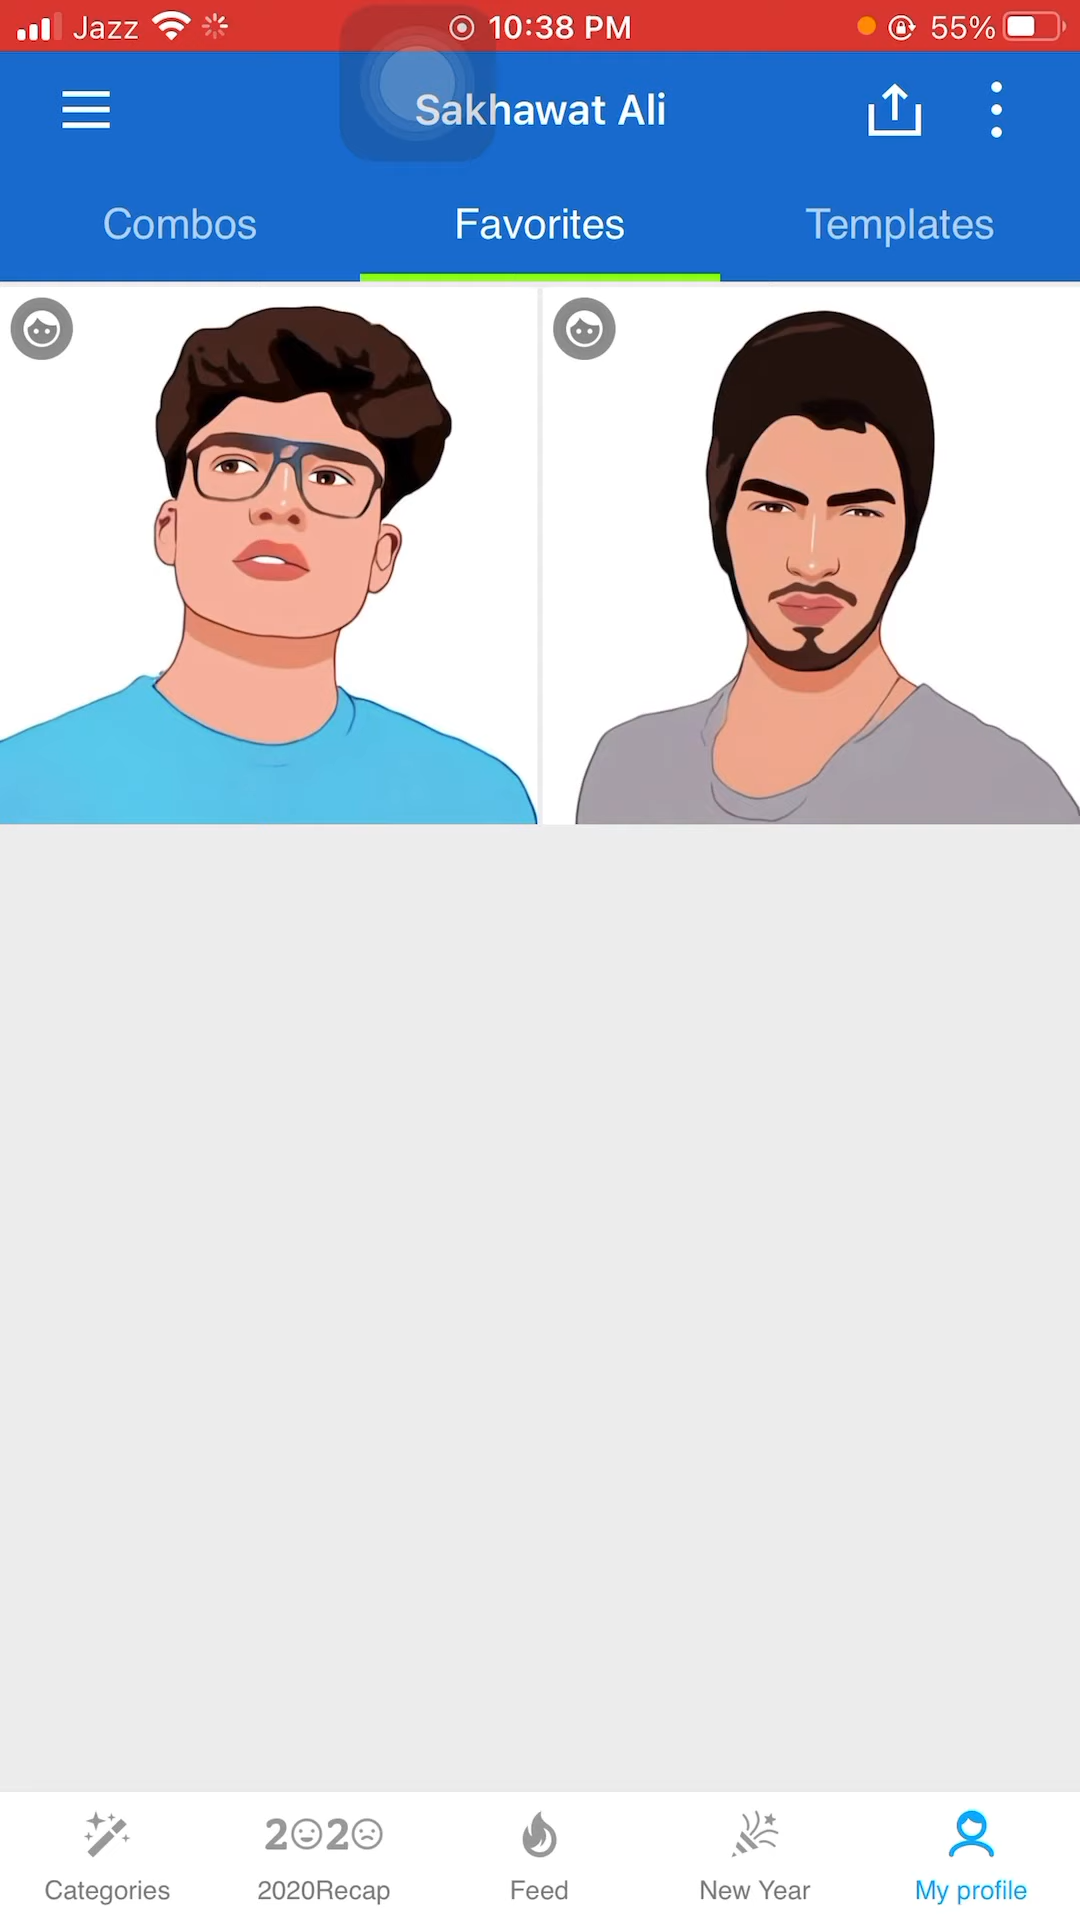 Jazz 10:38 PM 55%
Sakhawat Ali
Combos Favorites Templates
2020
Categories 2020Recap Feed New Year My profile